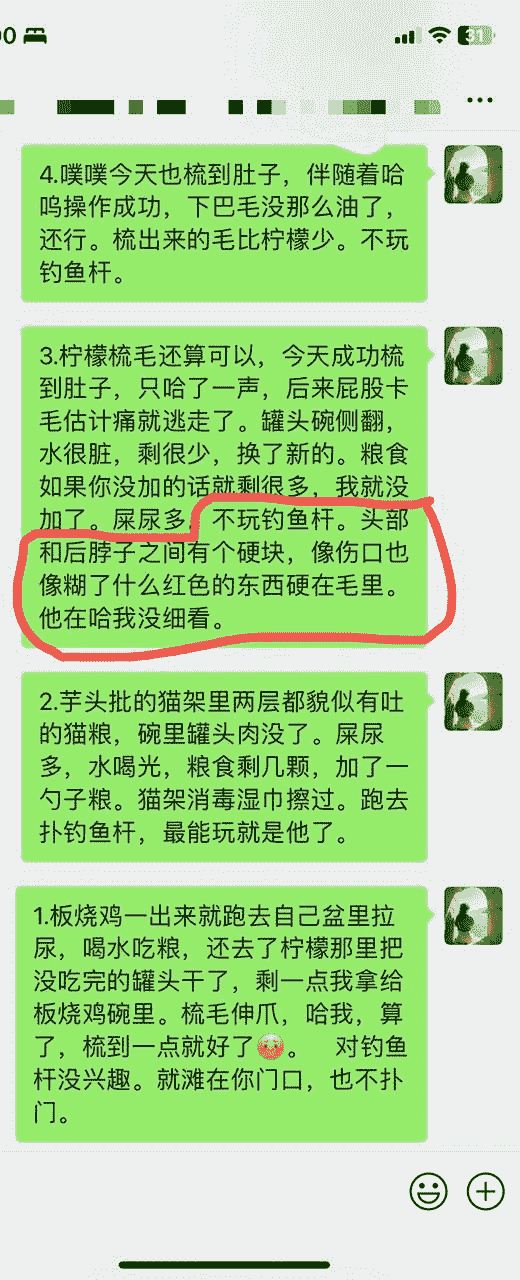 00
31
4.噗噗今天也梳到肚子，伴随着哈
呜操作成功，下巴毛没那么油了，
还行。梳出来的毛比柠檬少。不玩
钓鱼杆。
3.柠檬梳毛还算可以，今天成功梳
到肚子，只哈了一声，后来屁股卡
毛估计痛就逃走了。罐头碗侧翻，
水很脏，剩很少，换了新的。粮食
如果你没加的话就剩很多，我就没
加了。屎尿多，不玩钓鱼杆。头部
和后脖子之间有个硬块，像伤口也
像糊了什么红色的东西硬在毛里。
他在哈我没细看。
2.芋头批的猫架里两层都貌似有吐
的猫粮，碗里罐头肉没了。屎尿
多，水喝光，粮食剩几颗，加了一
勺子粮。猫架消毒湿巾擦过。跑去
扑钓鱼杆，最能玩就是他了。
1.板烧鸡一出来就跑去自己盆里拉
尿，喝水吃粮，还去了柠檬那里把
没吃完的罐头干了，剩一点我拿给
板烧鸡碗里。梳毛伸爪，哈我，算
了，梳到一点就好了。 对钓鱼
杆没兴趣。就滩在你门口，也不扑
门。